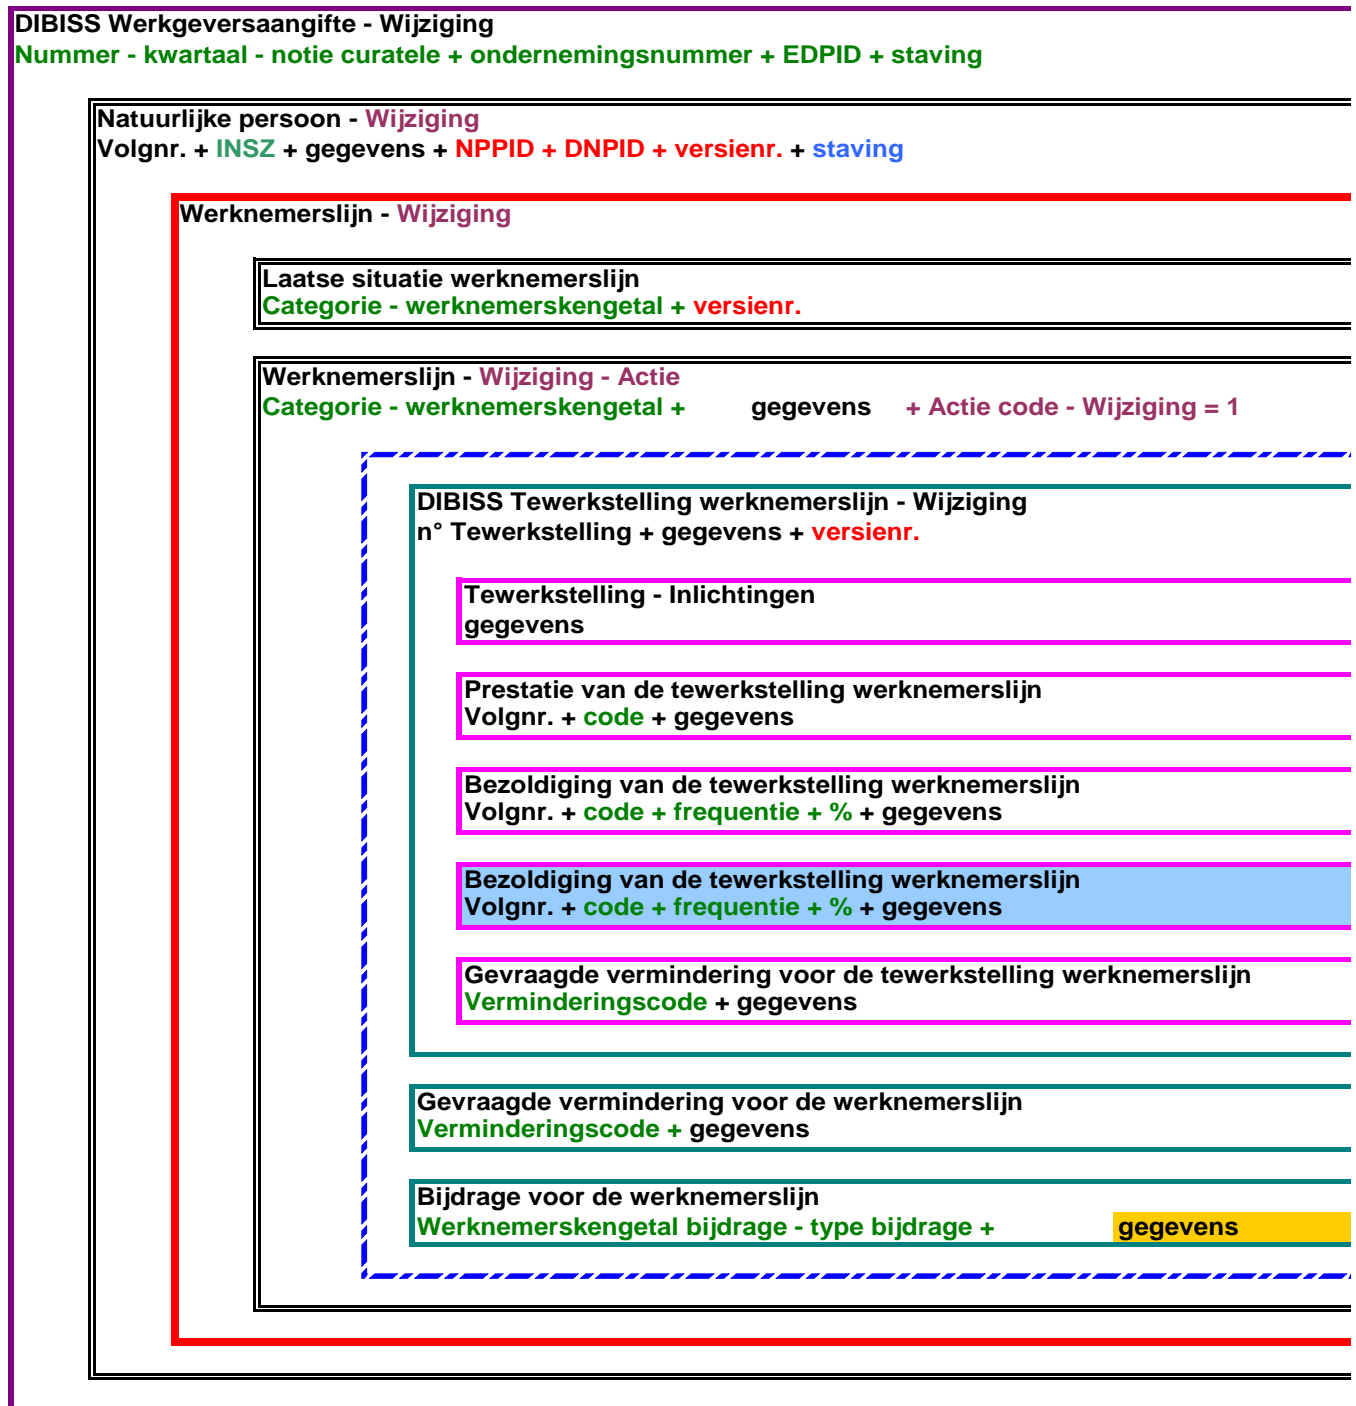 DIBISS Werkgeversaangifte - Wijziging
Nummer - kwartaal - notie curatele + ondernemingsnummer + EDPID + staving
Natuurlijke persoon - Wijziging
Volgnr. + INSZ + gegevens + NPPID + DNPID + versienr. + staving
Werknemerslijn - Wijziging
Laatse situatie werknemerslijn
Categorie - werknemerskengetal + versienr.
Werknemerslijn - Wijziging - Actie
Categorie - werknemerskengetal + gegevens + Actie code - Wijziging = 1
DIBISS Tewerkstelling werknemerslijn - Wijziging
n° Tewerkstelling + gegevens + versienr.
Tewerkstelling - Inlichtingen
gegevens
Prestatie van de tewerkstelling werknemerslijn
Volgnr. + code + gegevens
Bezoldiging van de tewerkstelling werknemerslijn
Volgnr. + code + frequentie + % + gegevens
Bezoldiging van de tewerkstelling werknemerslijn
Volgnr. + code + frequentie + % + gegevens
Gevraagde vermindering voor de tewerkstelling werknemerslijn
Verminderingscode + gegevens
Gevraagde vermindering voor de werknemerslijn
Verminderingscode + gegevens
Bijdrage voor de werknemerslijn
Werknemerskengetal bijdrage - type bijdrage + gegevens